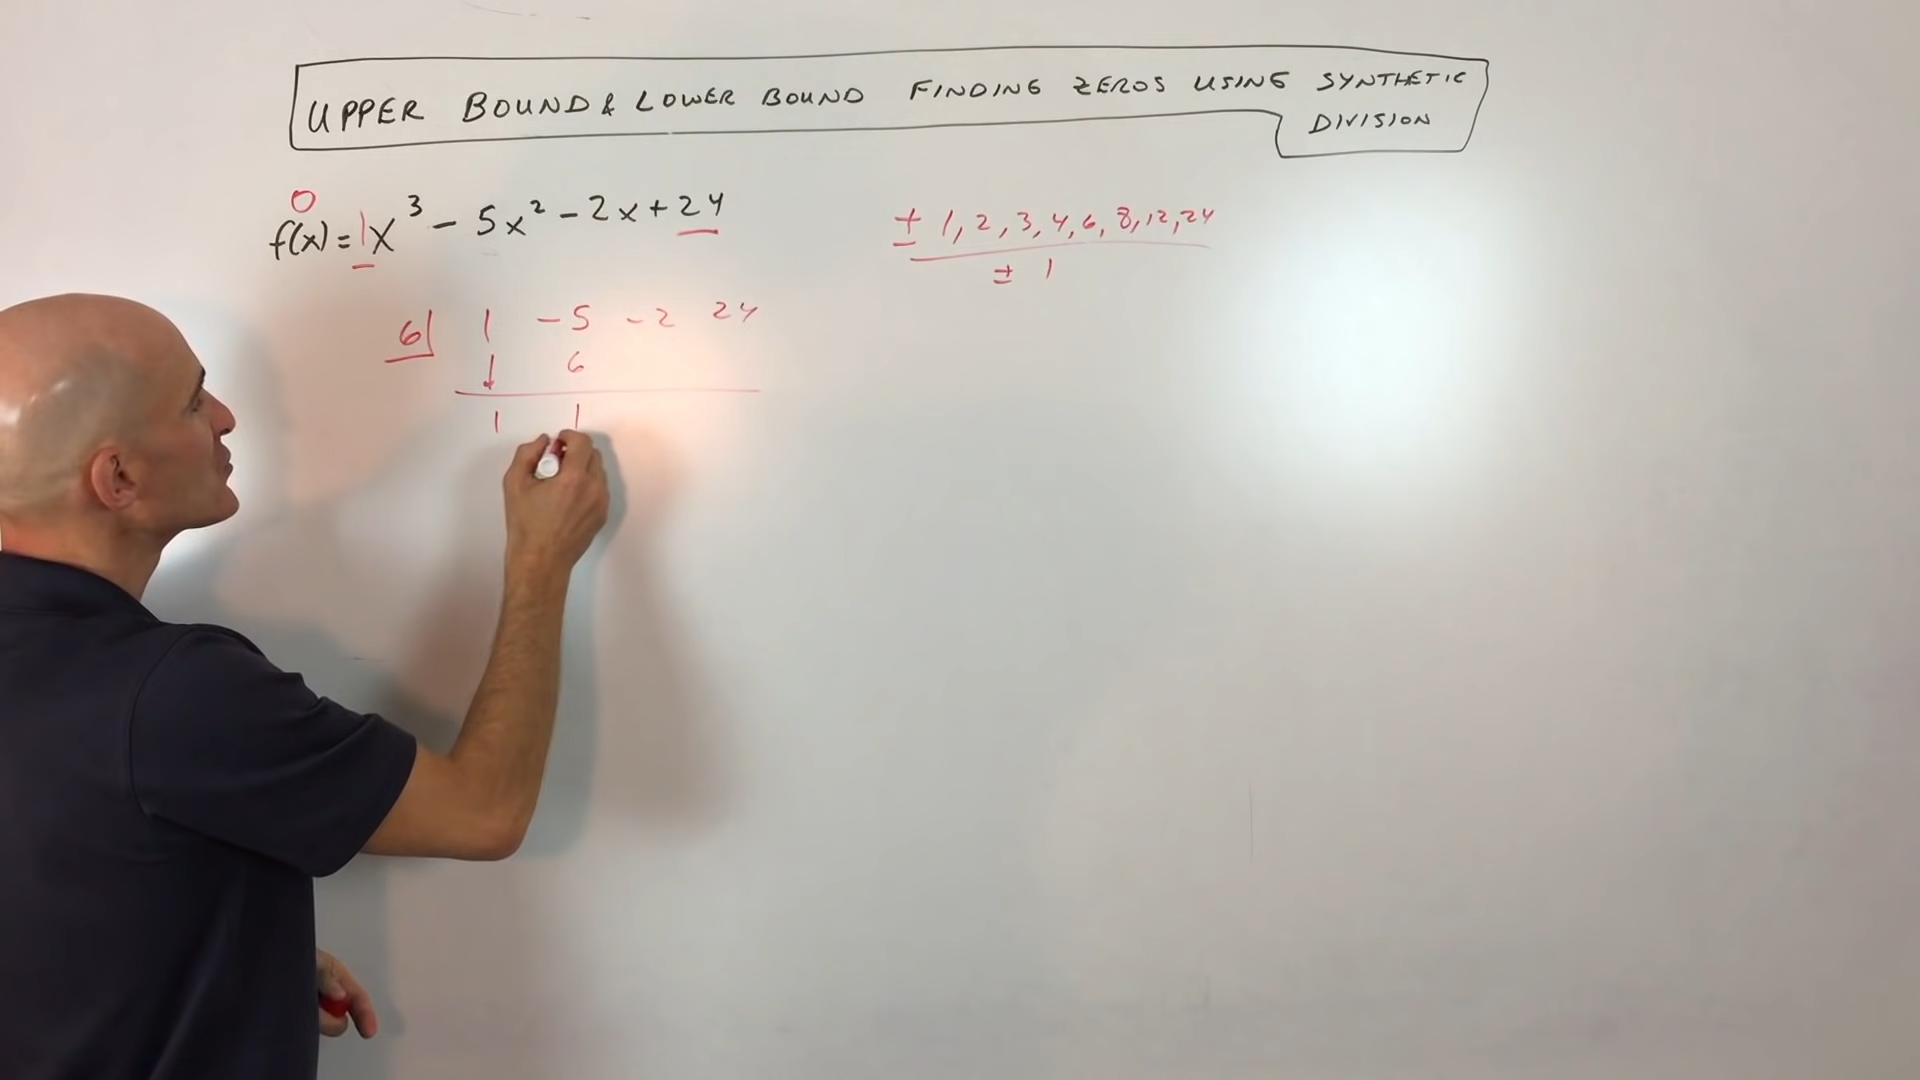 UPPER BOUND & LOWER BOUND FINDING ZEROS USING SYNTHETIC
DIVISION
0
f(x) = 1x³ - 5x² - 2x + 24
± 1, 2, 3, 4, 6, 8, 12, 24
± 1
6| 1 -5 -2 24
↓ 6
1 1